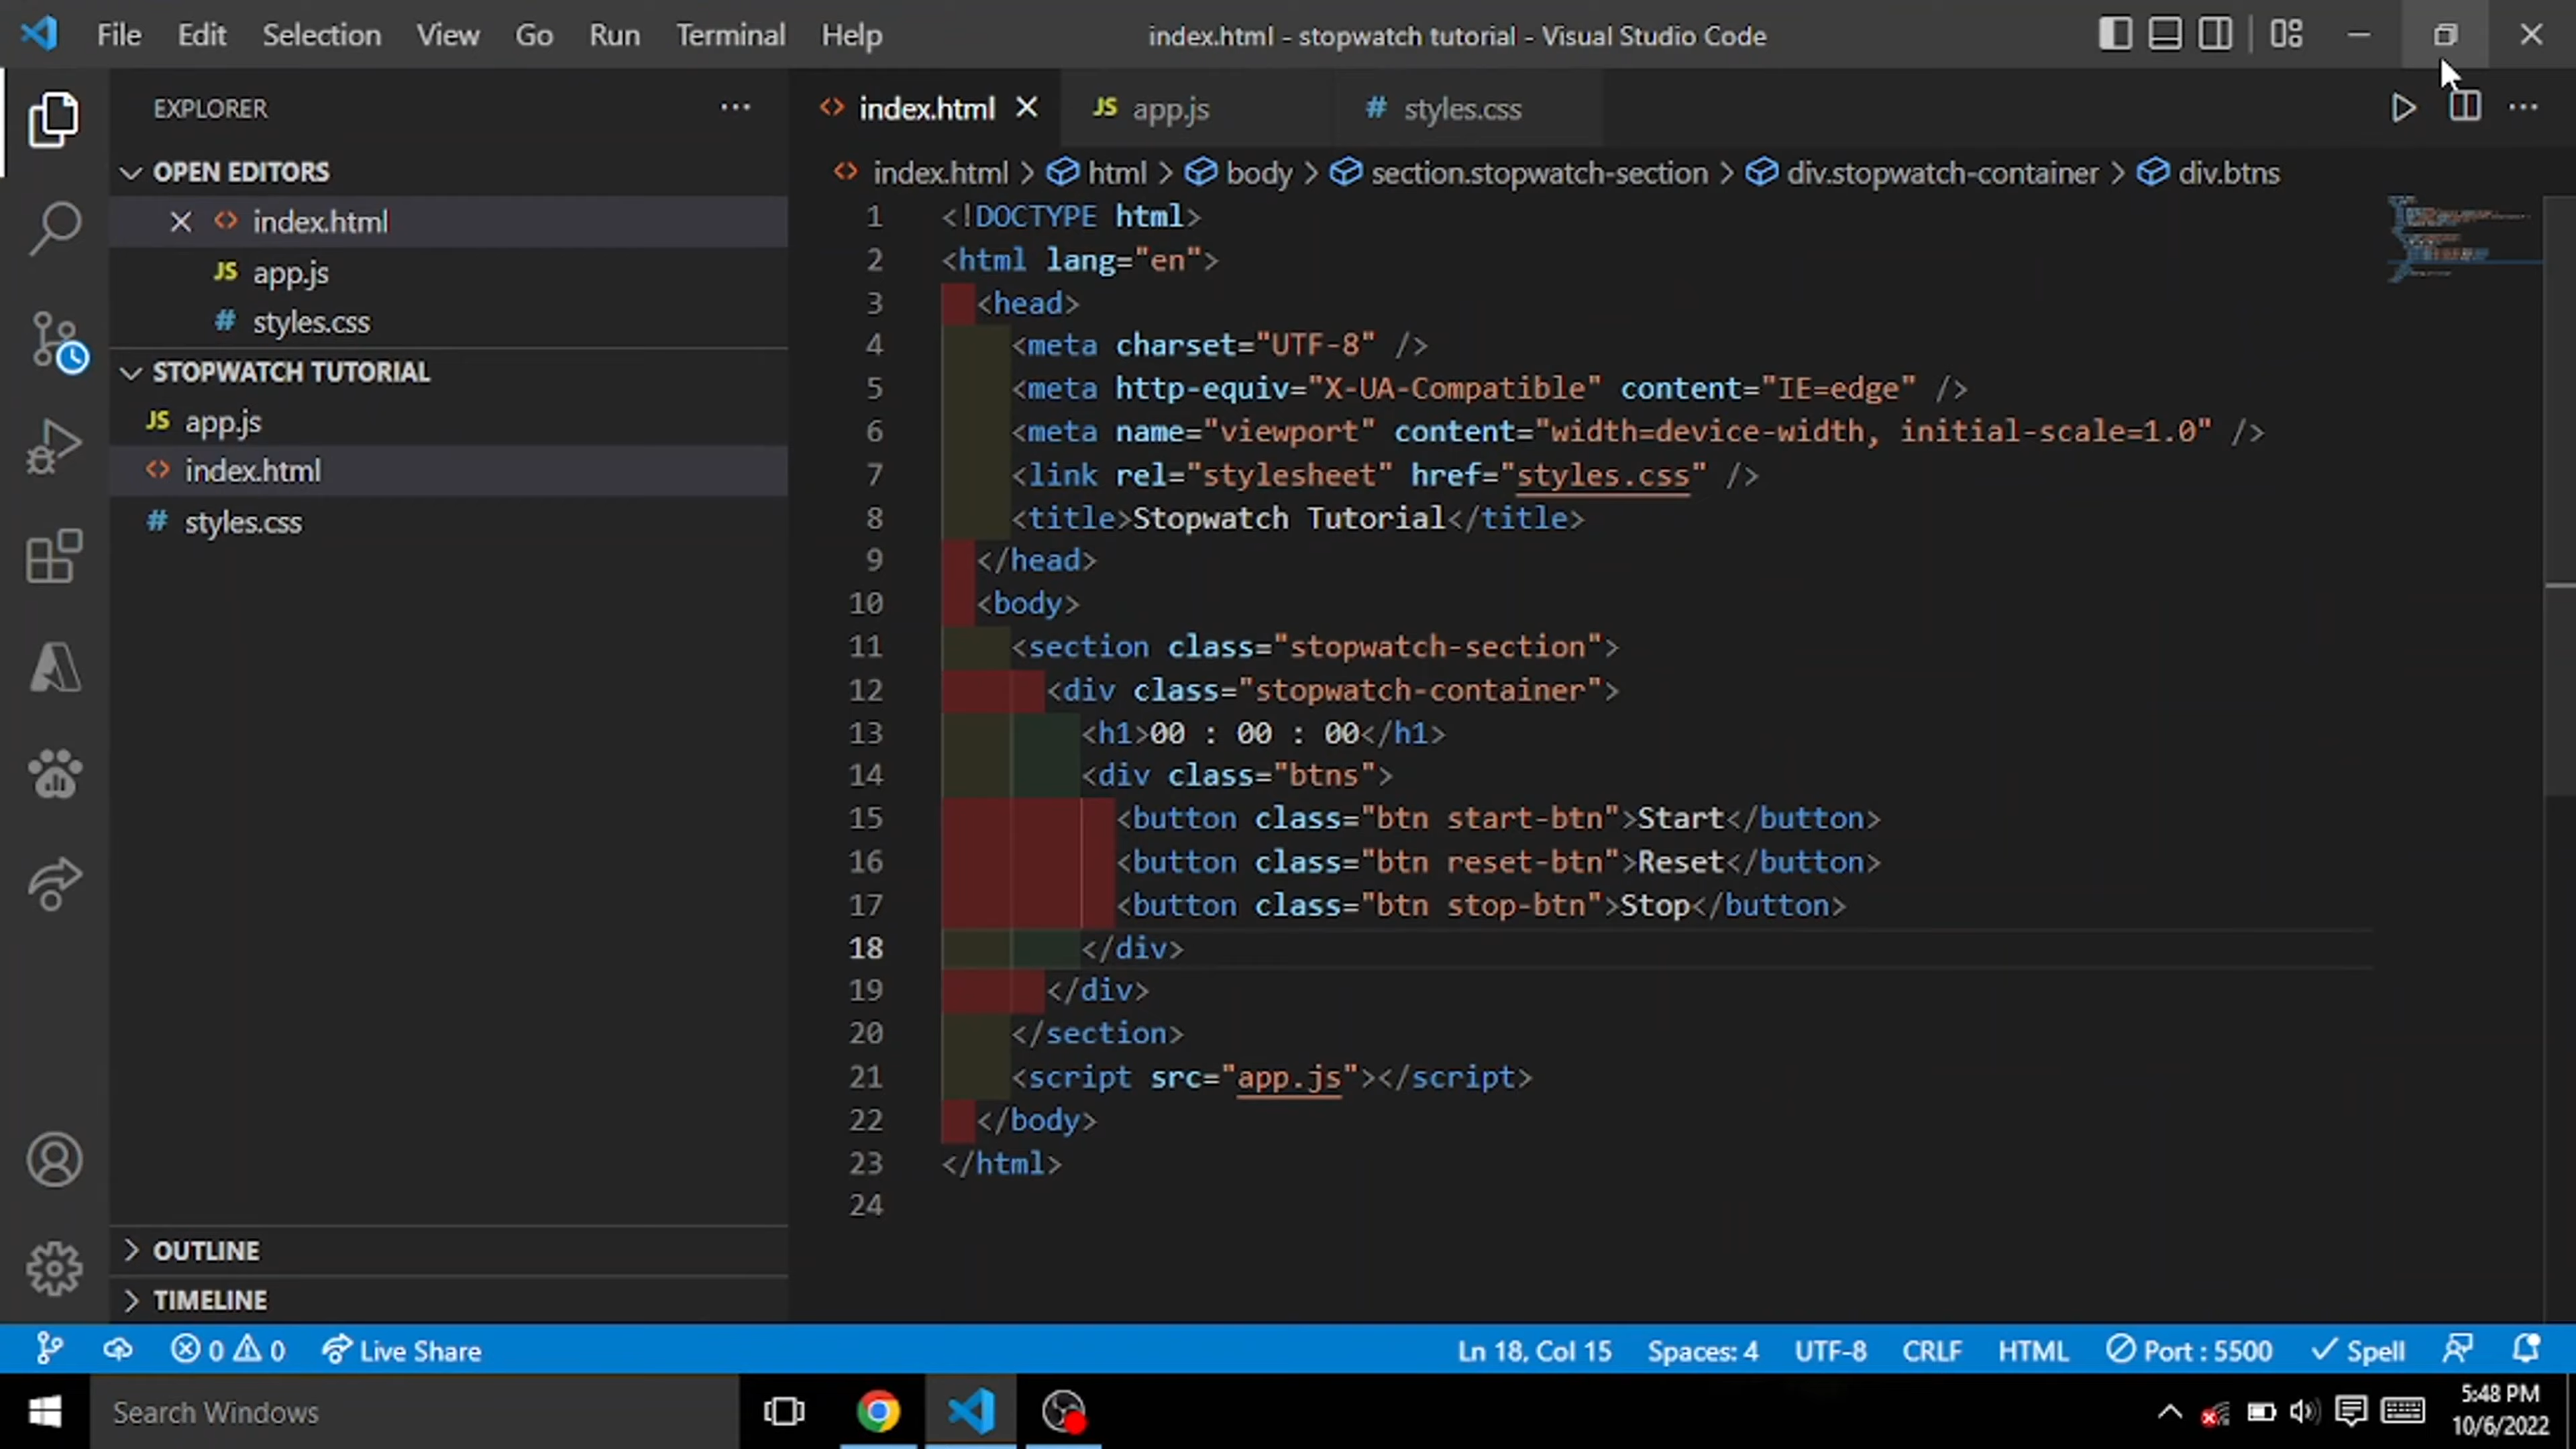 File Edit Selection View Go Run Terminal Help index.html - stopwatch tutorial - Visual Studio Code
EXPLORER
OPEN EDITORS
index.html
JS app.js
# styles.css
STOPWATCH TUTORIAL
JS app.js
index.html
# styles.css
OUTLINE
TIMELINE
index.html JS app.js # styles.css
index.html > html > body > section.stopwatch-section > div.stopwatch-container > div.btns
1 <!DOCTYPE html>
2 <html lang="en">
3 <head>
4 <meta charset="UTF-8" />
5 <meta http-equiv="X-UA-Compatible" content="IE=edge" />
6 <meta name="viewport" content="width=device-width, initial-scale=1.0" />
7 <link rel="stylesheet" href="styles.css" />
8 <title>Stopwatch Tutorial</title>
9 </head>
10 <body>
11 <section class="stopwatch-section">
12 <div class="stopwatch-container">
13 <h1>00 : 00 : 00</h1>
14 <div class="btns">
15 <button class="btn start-btn">Start</button>
16 <button class="btn reset-btn">Reset</button>
17 <button class="btn stop-btn">Stop</button>
18 </div>
19 </div>
20 </section>
21 <script src="app.js"></script>
22 </body>
23 </html>
24
0 0 Live Share Ln 18, Col 15 Spaces: 4 UTF-8 CRLF HTML Port : 5500 Spell
Search Windows
5:48 PM
10/6/2022